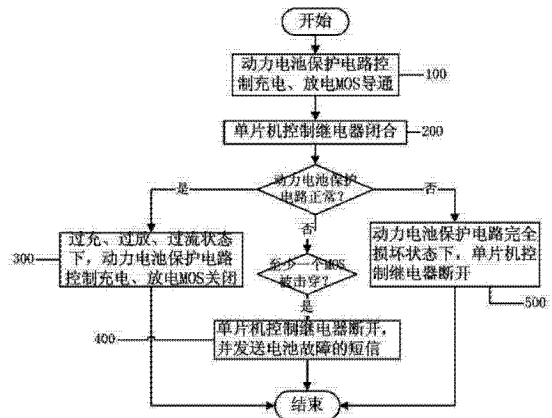 开始
动力电池保护电路控
制充电、放电MOS导通
100
单片机控制继电器闭合
200
动力电池保护
电路正常?
是
否
否
过充、过放、过流状态
下，动力电池保护电路
控制充电、放电MOS关闭
300
至少一个MOS
被击穿?
动力电池保护电路完全
损坏状态下，单片机控
制继电器断开
500
是
单片机控制继电器断开，
并发送电池故障的短信
400
结束